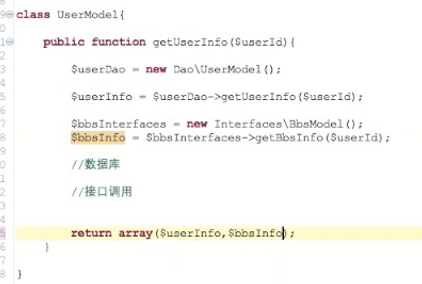 class UserModel{
public function getUserInfo($userId){
$userDao = new Dao\UserModel();
$userInfo = $userDao->getUserInfo($userId);
$bbsInterfaces = new Interfaces\BbsModel();
$bbsInfo = $bbsInterfaces->getBbsInfo($userId);
//数据库
//接口调用
return array($userInfo,$bbsInfo);
}
}